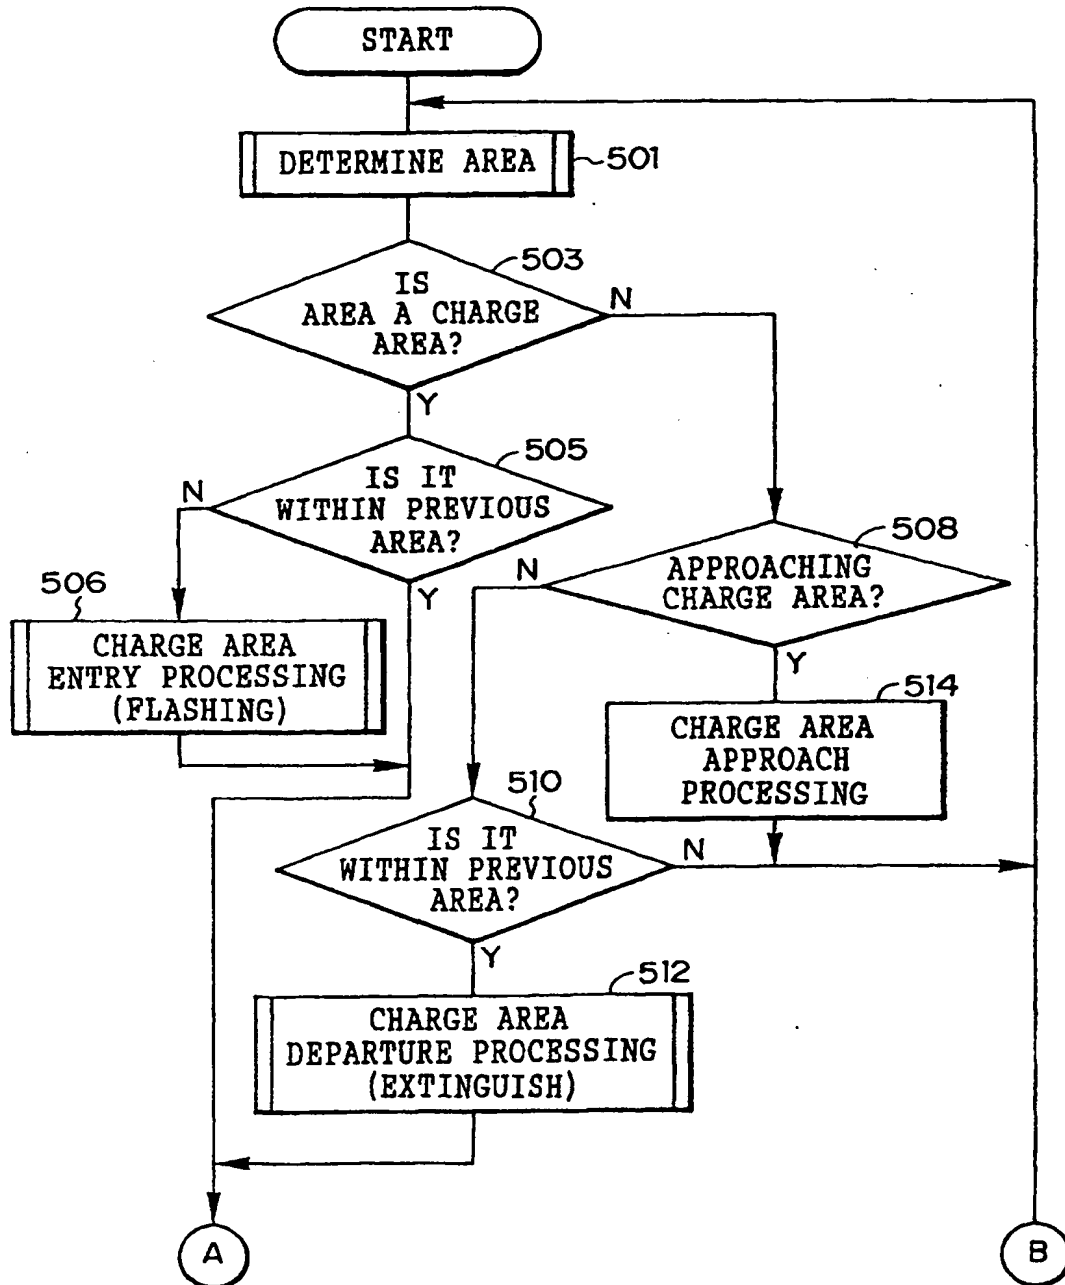 START
DETERMINE AREA
501
503
IS
AREA A CHARGE
AREA?
N
Y
505
IS IT
WITHIN PREVIOUS
AREA?
N
Y
506
CHARGE AREA
ENTRY PROCESSING
(FLASHING)
508
APPROACHING
CHARGE AREA?
N
Y
514
CHARGE AREA
APPROACH
PROCESSING
510
IS IT
WITHIN PREVIOUS
AREA?
N
Y
512
CHARGE AREA
DEPARTURE PROCESSING
(EXTINGUISH)
A
B